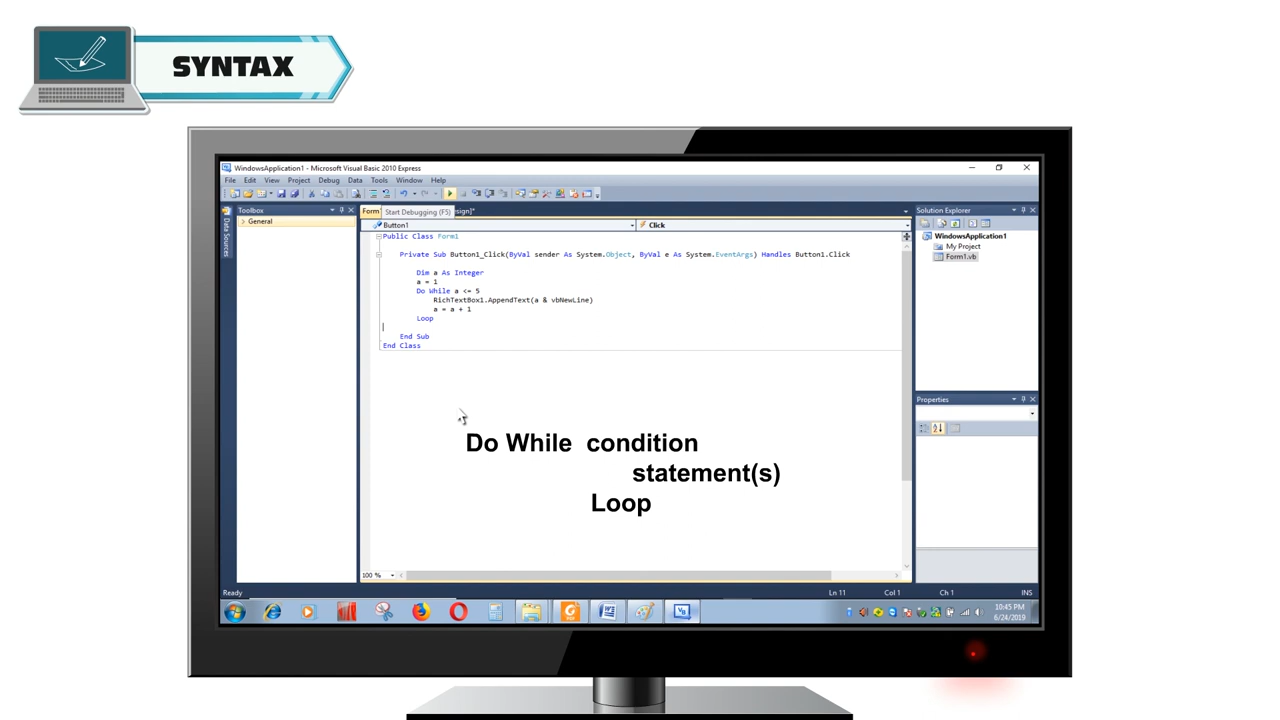 SYNTAX
WindowsApplication1 - Microsoft Visual Basic 2010 Express
File Edit View Project Debug Data Tools Window Help
Toolbox
Form
Start Debugging (F5)
sign]*
Solution Explorer
General
Button1
Click
Data Sources
WindowsApplication1
My Project
Form1.vb
Public Class Form1
Private Sub Button1_Click(ByVal sender As System.Object, ByVal e As System.EventArgs) Handles Button1.Click
Dim a As Integer
a = 1
Do While a <= 5
RichTextBox1.AppendText(a & vbNewLine)
a = a + 1
Loop
End Sub
End Class
Properties
Do While condition
statement(s)
Loop
100 %
Ready
Ln 11 Col 1 Ch 1 INS
10:45 PM
6/24/2019